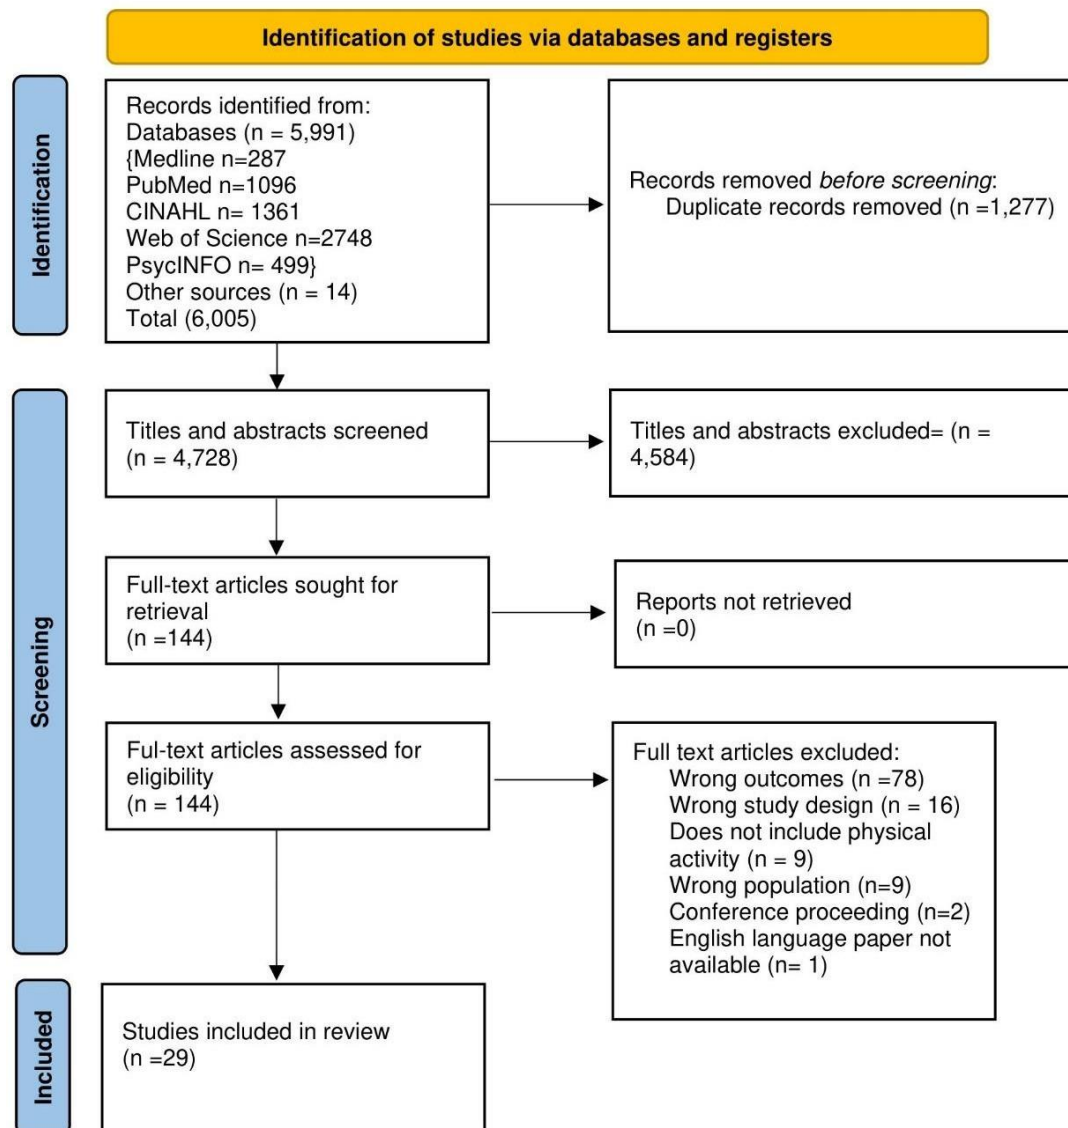 Identification of studies via databases and registers
Identification
Records identified from:
Databases (n = 5,991)
{Medline n=287
PubMed n=1096
CINAHL n= 1361
Web of Science n=2748
PsycINFO n= 499}
Other sources (n = 14)
Total (6,005)
Records removed before screening:
Duplicate records removed (n =1,277)
Screening
Titles and abstracts screened
(n = 4,728)
Titles and abstracts excluded= (n =
4,584)
Full-text articles sought for
retrieval
(n =144)
Reports not retrieved
(n =0)
Ful-text articles assessed for
eligibility
(n = 144)
Full text articles excluded:
Wrong outcomes (n =78)
Wrong study design (n = 16)
Does not include physical
activity (n = 9)
Wrong population (n=9)
Conference proceeding (n=2)
English language paper not
available (n= 1)
Included
Studies included in review
(n =29)